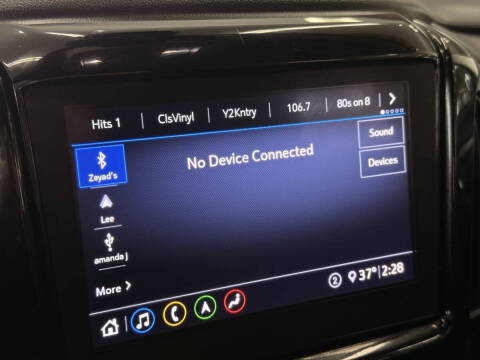 Hits 1 ClsVinyl Y2Kntry 106.7 80s on 8
Zeyad's
No Device Connected
Sound
Devices
Lee
amanda j
More
2 37° 2:28